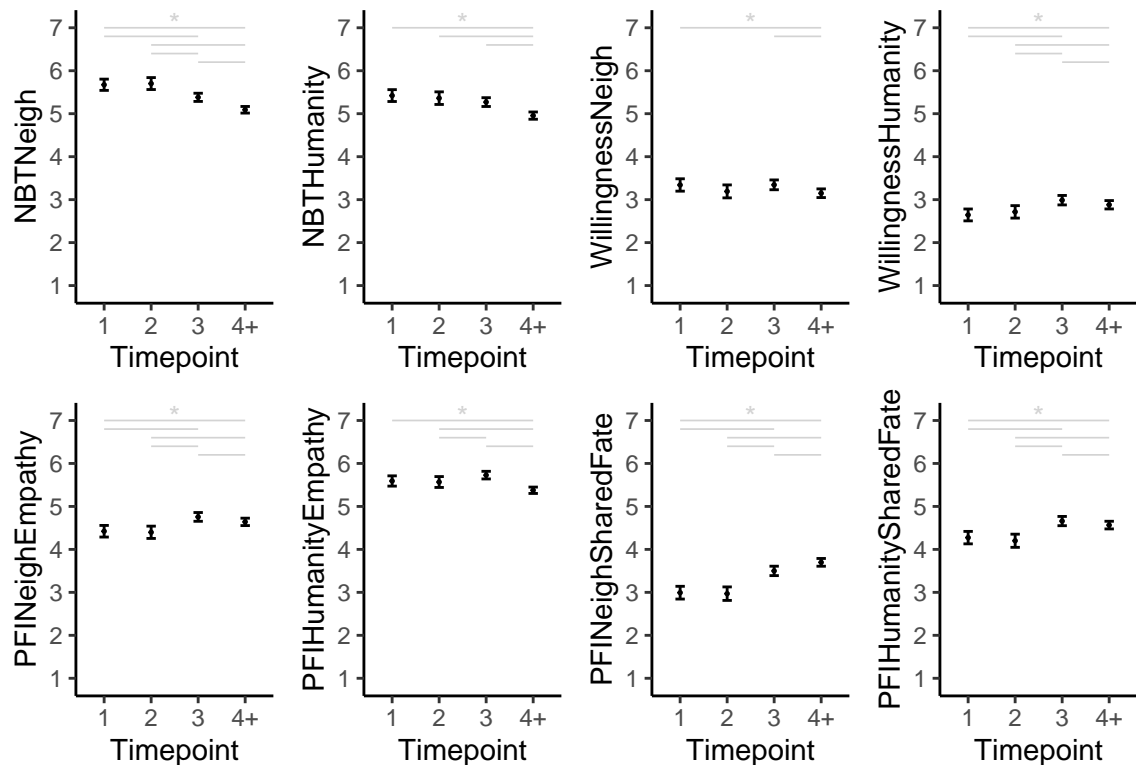 NBTNeigh
7
6
5
4
3
2
1
*
1 2 3 4+
Timepoint
NBTHumanity
7
6
5
4
3
2
1
*
1 2 3 4+
Timepoint
WillingnessNeigh
7
6
5
4
3
2
1
*
1 2 3 4+
Timepoint
WillingnessHumanity
7
6
5
4
3
2
1
*
1 2 3 4+
Timepoint
PFINeighEmpathy
7
6
5
4
3
2
1
*
1 2 3 4+
Timepoint
PFIHumanityEmpathy
7
6
5
4
3
2
1
*
1 2 3 4+
Timepoint
PFINeighSharedFate
7
6
5
4
3
2
1
*
1 2 3 4+
Timepoint
PFIHumanitySharedFate
7
6
5
4
3
2
1
*
1 2 3 4+
Timepoint